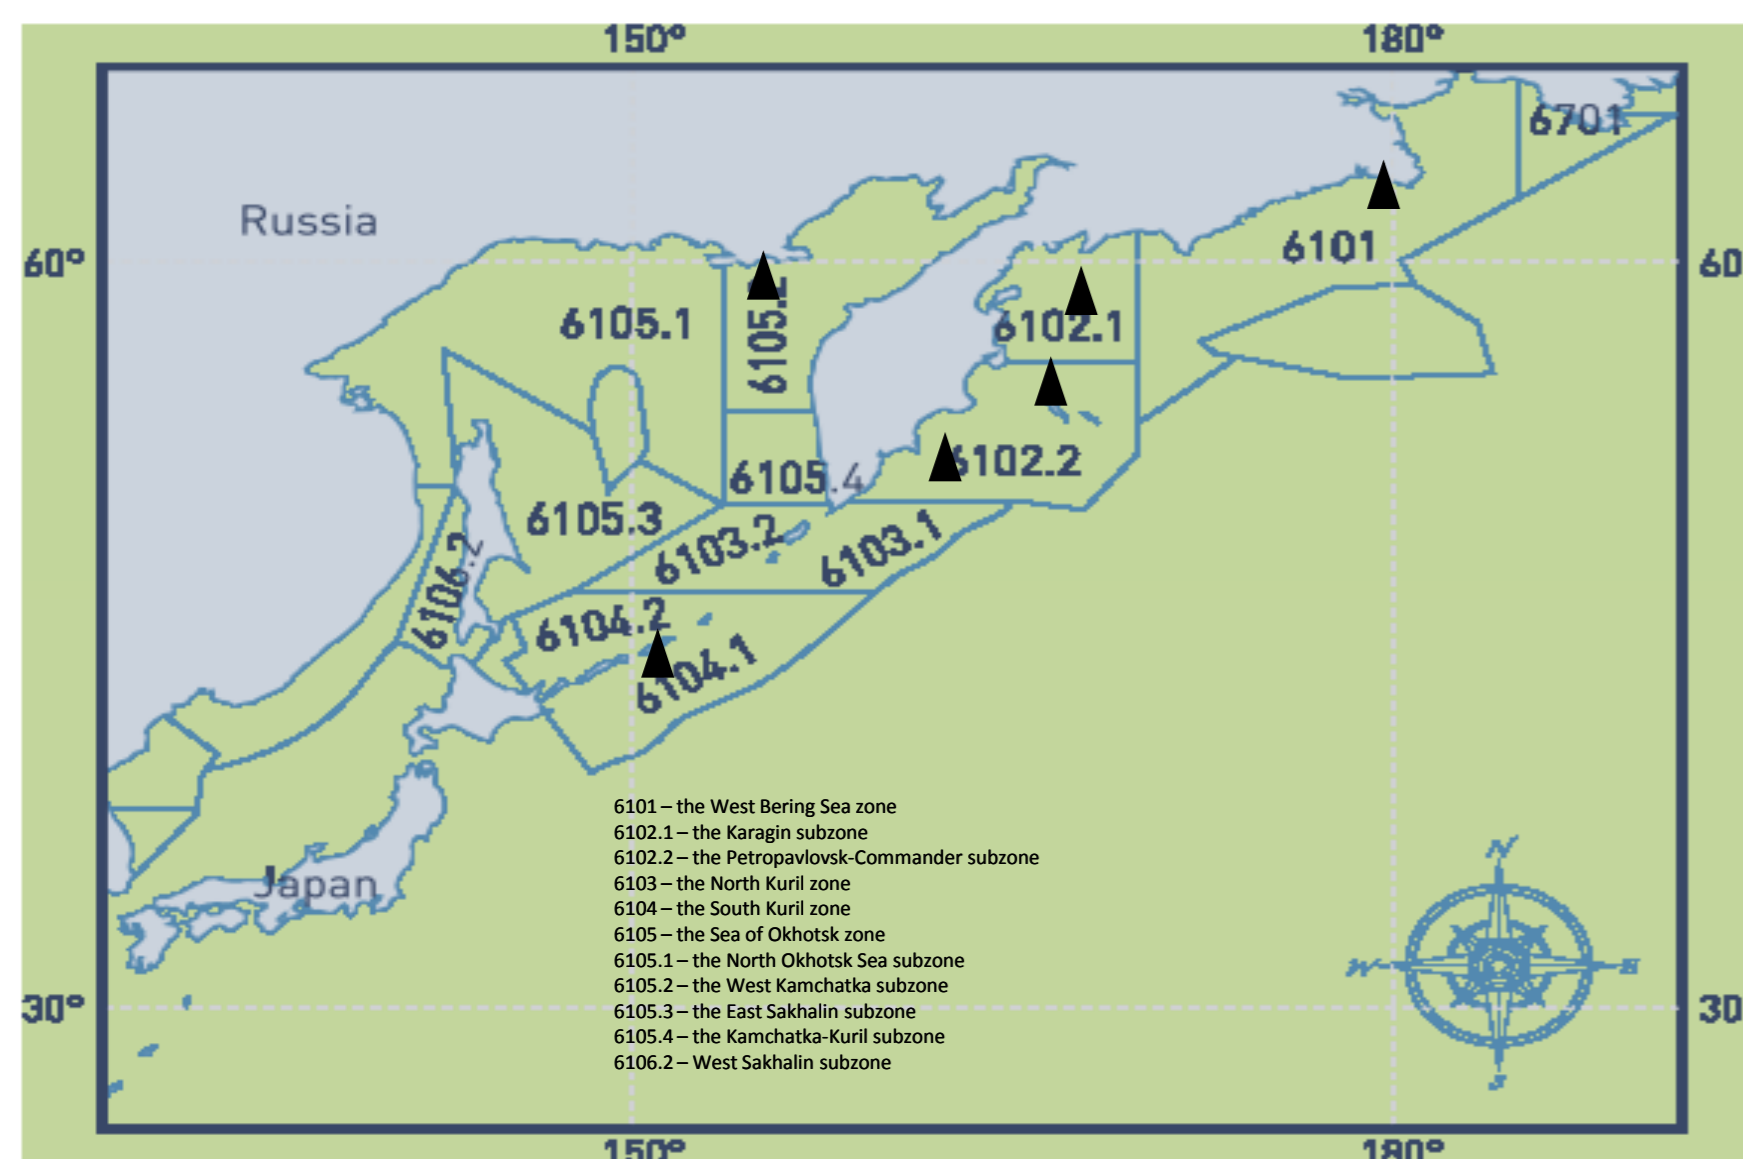 150° 180°
6701
Russia
60° 6101 60
6105.1 6105.2 6102.1
6105.4 6102.2
6105.3 6103.2 6103.1
6106.2 6104.2
6104.1
6101 – the West Bering Sea zone
6102.1 – the Karagin subzone
6102.2 – the Petropavlovsk-Commander subzone
6103 – the North Kuril zone
6104 – the South Kuril zone
6105 – the Sea of Okhotsk zone
6105.1 – the North Okhotsk Sea subzone
6105.2 – the West Kamchatka subzone
6105.3 – the East Sakhalin subzone
6105.4 – the Kamchatka-Kuril subzone
6106.2 – West Sakhalin subzone
Japan
N
W E
S
30° 30
150° 180°